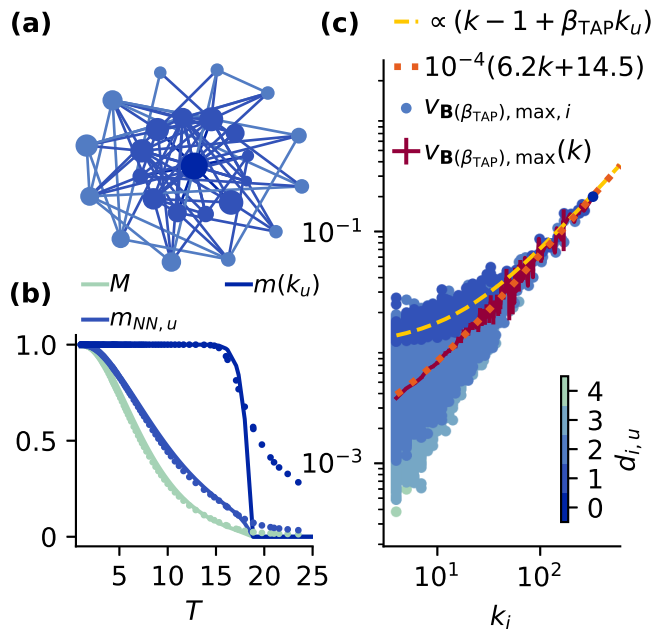 (a)
(b)
M
m(k_u)
m_{NN,u}
1.0
0.5
0
5
10
15
20
25
T
(c)
∝(k − 1 + β_TAP k_u)
10^{−4}(6.2k+14.5)
v_{B(β_TAP), max, i}
v_{B(β_TAP), max}(k)
10^{−1}
10^{−3}
10^1
10^2
k_i
4
3
2
1
0
d_{i,u}